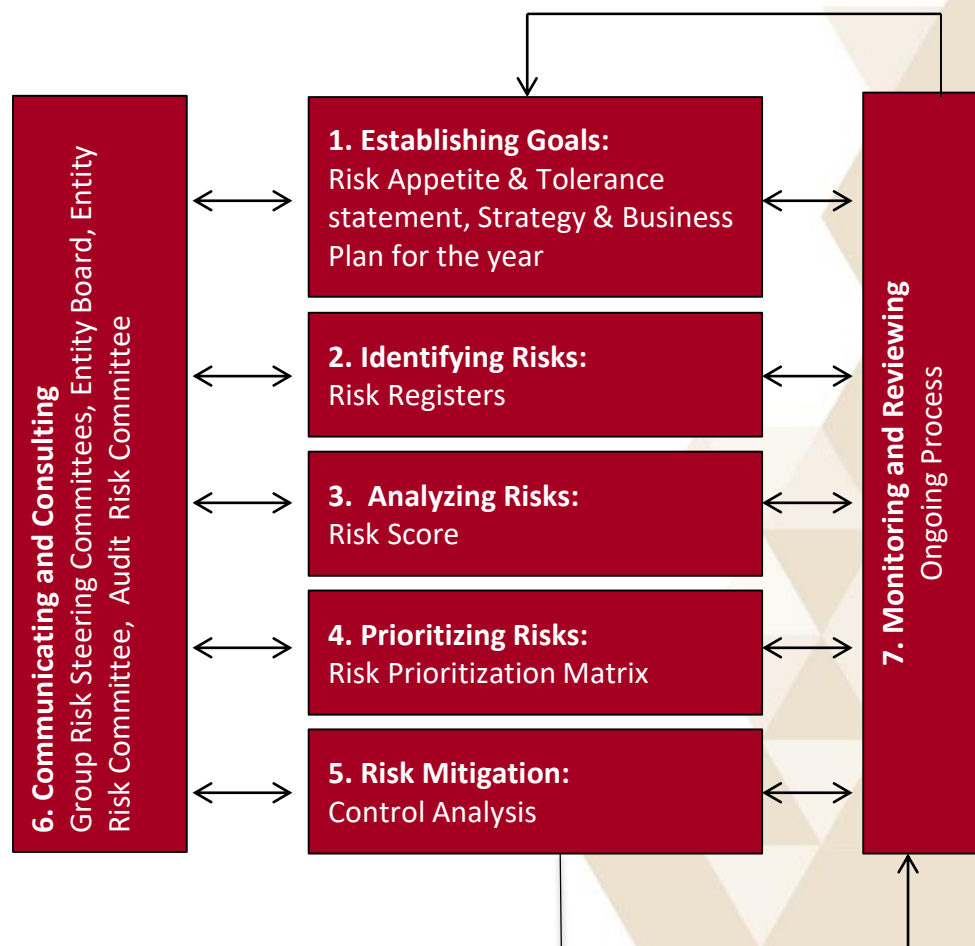 6. Communicating and Consulting
Group Risk Steering Committees, Entity Board, Entity
Risk Committee, Audit Risk Committee
1. Establishing Goals:
Risk Appetite & Tolerance
statement, Strategy & Business
Plan for the year
2. Identifying Risks:
Risk Registers
3. Analyzing Risks:
Risk Score
4. Prioritizing Risks:
Risk Prioritization Matrix
5. Risk Mitigation:
Control Analysis
7. Monitoring and Reviewing
Ongoing Process